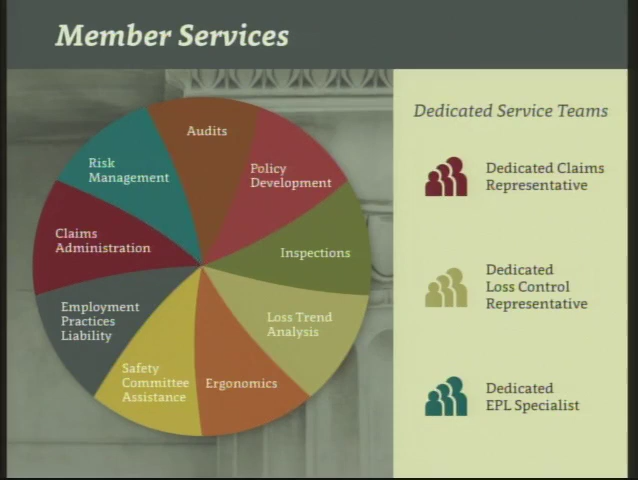 Member Services
Audits
Policy
Development
Inspections
Loss Trend
Analysis
Ergonomics
Safety
Committee
Assistance
Employment
Practices
Liability
Claims
Administration
Risk
Management
Dedicated Service Teams
Dedicated Claims
Representative
Dedicated
Loss Control
Representative
Dedicated
EPL Specialist